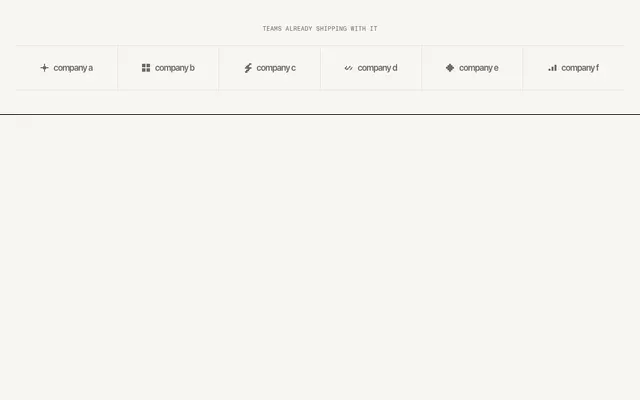 TEAMS ALREADY SHIPPING WITH IT
company a
company b
company c
company d
company e
company f